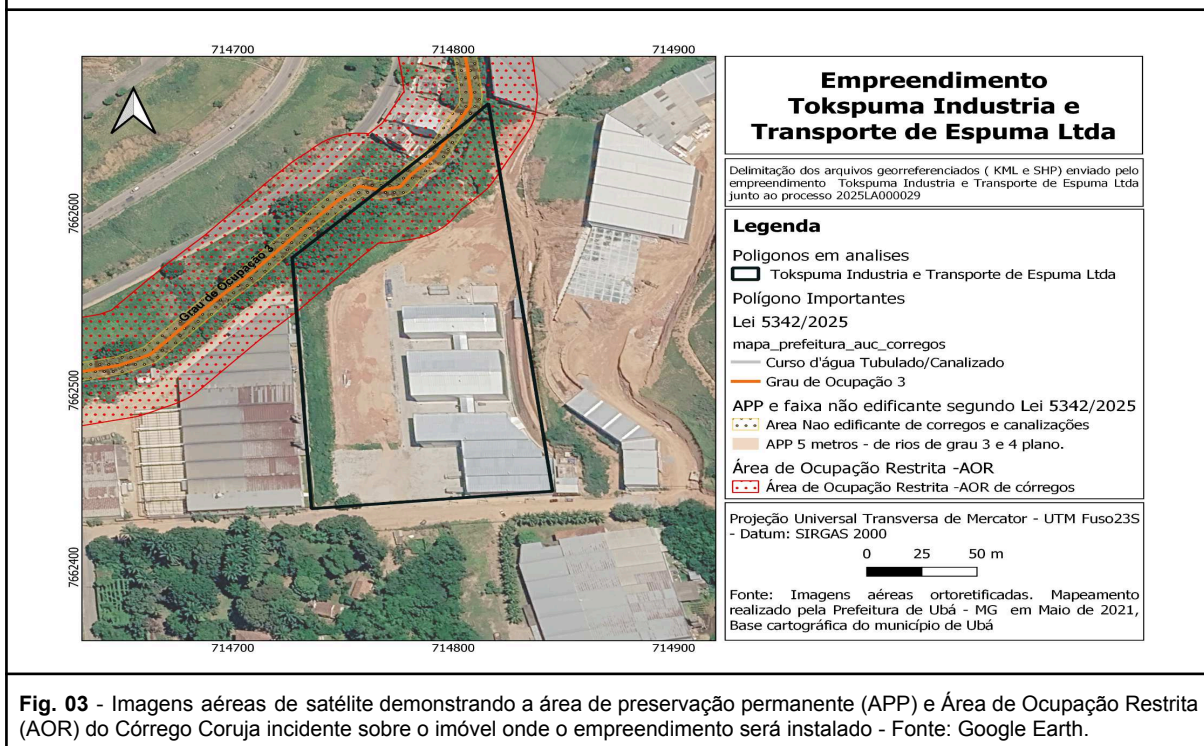 714700 714800 714900
7662600
7662500
7662400
Grau de Ocupação 3
714700 714800 714900
Empreendimento
Tokspuma Industria e
Transporte de Espuma Ltda
Delimitação dos arquivos georreferenciados ( KML e SHP) enviado pelo
empreendimento Tokspuma Industria e Transporte de Espuma Ltda
junto ao processo 2025LA000029
Legenda
Poligonos em analises
Tokspuma Industria e Transporte de Espuma Ltda
Polígono Importantes
Lei 5342/2025
mapa_prefeitura_auc_corregos
Curso d'água Tubulado/Canalizado
Grau de Ocupação 3
APP e faixa não edificante segundo Lei 5342/2025
Area Nao edificante de corregos e canalizações
APP 5 metros - de rios de grau 3 e 4 plano.
Área de Ocupação Restrita -AOR
Área de Ocupação Restrita -AOR de córregos
Projeção Universal Transversa de Mercator - UTM Fuso23S
- Datum: SIRGAS 2000
0 25 50 m
Fonte: Imagens aéreas ortoretificadas. Mapeamento
realizado pela Prefeitura de Ubá - MG em Maio de 2021,
Base cartográfica do município de Ubá
Fig. 03 - Imagens aéreas de satélite demonstrando a área de preservação permanente (APP) e Área de Ocupação Restrita
(AOR) do Córrego Coruja incidente sobre o imóvel onde o empreendimento será instalado - Fonte: Google Earth.